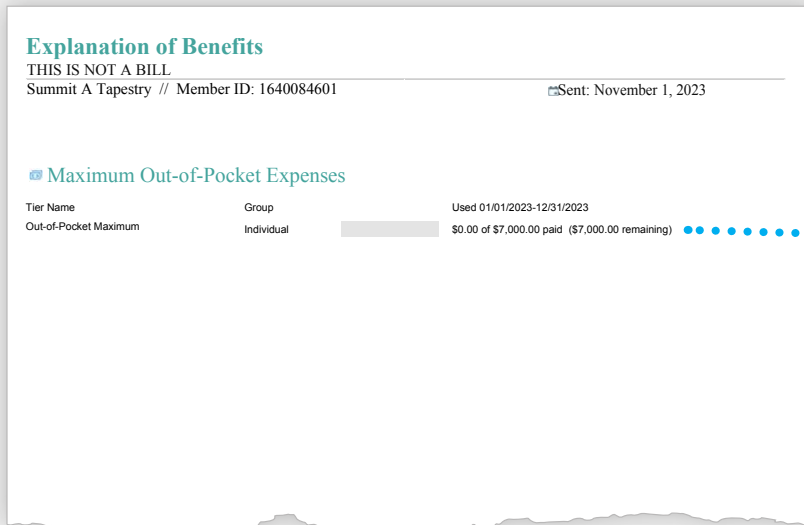 Explanation of Benefits
THIS IS NOT A BILL
Summit A Tapestry // Member ID: 1640084601 Sent: November 1, 2023
Maximum Out-of-Pocket Expenses
Tier Name Group Used 01/01/2023-12/31/2023
Out-of-Pocket Maximum Individual $0.00 of $7,000.00 paid ($7,000.00 remaining)